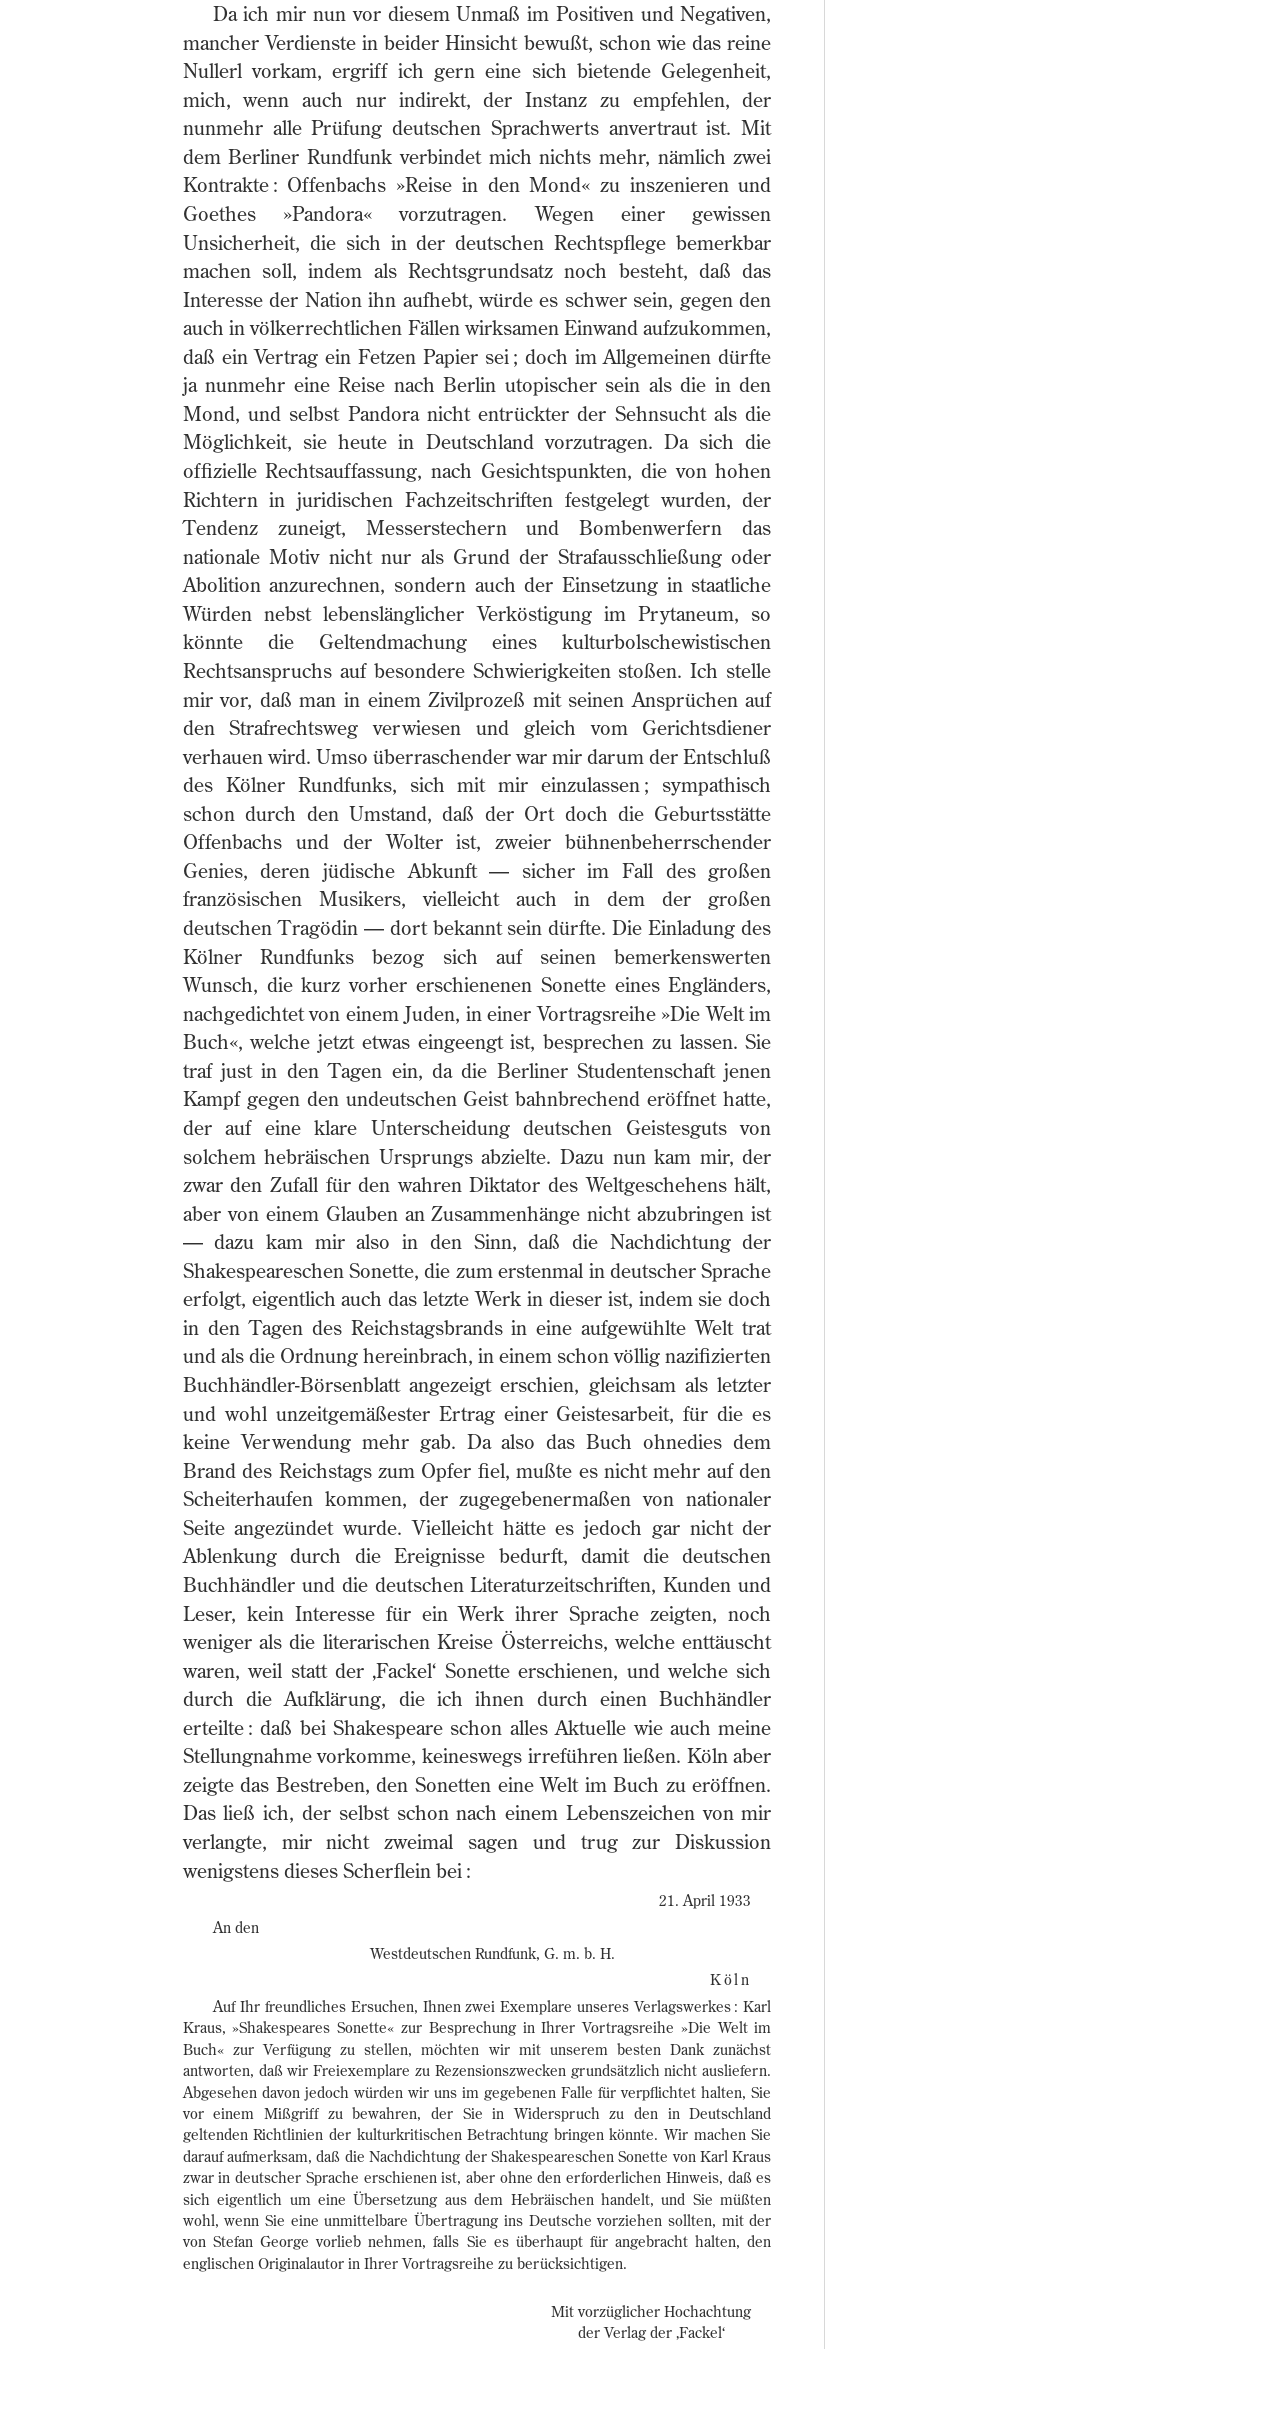 Da ich mir nun vor diesem Unmaß im Positiven und Negativen,
mancher Verdienste in beider Hinsicht bewußt, schon wie das reine
Nullerl vorkam, ergriff ich gern eine sich bietende Gelegenheit,
mich, wenn auch nur indirekt, der Instanz zu empfehlen, der
nunmehr alle Prüfung deutschen Sprachwerts anvertraut ist. Mit
dem Berliner Rundfunk verbindet mich nichts mehr, nämlich zwei
Kontrakte : Offenbachs »Reise in den Mond« zu inszenieren und
Goethes »Pandora« vorzutragen. Wegen einer gewissen
Unsicherheit, die sich in der deutschen Rechtspflege bemerkbar
machen soll, indem als Rechtsgrundsatz noch besteht, daß das
Interesse der Nation ihn aufhebt, würde es schwer sein, gegen den
auch in völkerrechtlichen Fällen wirksamen Einwand aufzukommen,
daß ein Vertrag ein Fetzen Papier sei ; doch im Allgemeinen dürfte
ja nunmehr eine Reise nach Berlin utopischer sein als die in den
Mond, und selbst Pandora nicht entrückter der Sehnsucht als die
Möglichkeit, sie heute in Deutschland vorzutragen. Da sich die
offizielle Rechtsauffassung, nach Gesichtspunkten, die von hohen
Richtern in juridischen Fachzeitschriften festgelegt wurden, der
Tendenz zuneigt, Messerstechern und Bombenwerfern das
nationale Motiv nicht nur als Grund der Strafausschließung oder
Abolition anzurechnen, sondern auch der Einsetzung in staatliche
Würden nebst lebenslänglicher Verköstigung im Prytaneum, so
könnte die Geltendmachung eines kulturbolschewistischen
Rechtsanspruchs auf besondere Schwierigkeiten stoßen. Ich stelle
mir vor, daß man in einem Zivilprozeß mit seinen Ansprüchen auf
den Strafrechtsweg verwiesen und gleich vom Gerichtsdiener
verhauen wird. Umso überraschender war mir darum der Entschluß
des Kölner Rundfunks, sich mit mir einzulassen ; sympathisch
schon durch den Umstand, daß der Ort doch die Geburtsstätte
Offenbachs und der Wolter ist, zweier bühnenbeherrschender
Genies, deren jüdische Abkunft — sicher im Fall des großen
französischen Musikers, vielleicht auch in dem der großen
deutschen Tragödin — dort bekannt sein dürfte. Die Einladung des
Kölner Rundfunks bezog sich auf seinen bemerkenswerten
Wunsch, die kurz vorher erschienenen Sonette eines Engländers,
nachgedichtet von einem Juden, in einer Vortragsreihe »Die Welt im
Buch«, welche jetzt etwas eingeengt ist, besprechen zu lassen. Sie
traf just in den Tagen ein, da die Berliner Studentenschaft jenen
Kampf gegen den undeutschen Geist bahnbrechend eröffnet hatte,
der auf eine klare Unterscheidung deutschen Geistesguts von
solchem hebräischen Ursprungs abzielte. Dazu nun kam mir, der
zwar den Zufall für den wahren Diktator des Weltgeschehens hält,
aber von einem Glauben an Zusammenhänge nicht abzubringen ist
— dazu kam mir also in den Sinn, daß die Nachdichtung der
Shakespeareschen Sonette, die zum erstenmal in deutscher Sprache
erfolgt, eigentlich auch das letzte Werk in dieser ist, indem sie doch
in den Tagen des Reichstagsbrands in eine aufgewühlte Welt trat
und als die Ordnung hereinbrach, in einem schon völlig nazifizierten
Buchhändler-Börsenblatt angezeigt erschien, gleichsam als letzter
und wohl unzeitgemäßester Ertrag einer Geistesarbeit, für die es
keine Verwendung mehr gab. Da also das Buch ohnedies dem
Brand des Reichstags zum Opfer fiel, mußte es nicht mehr auf den
Scheiterhaufen kommen, der zugegebenermaßen von nationaler
Seite angezündet wurde. Vielleicht hätte es jedoch gar nicht der
Ablenkung durch die Ereignisse bedurft, damit die deutschen
Buchhändler und die deutschen Literaturzeitschriften, Kunden und
Leser, kein Interesse für ein Werk ihrer Sprache zeigten, noch
weniger als die literarischen Kreise Österreichs, welche enttäuscht
waren, weil statt der ‚Fackel‘ Sonette erschienen, und welche sich
durch die Aufklärung, die ich ihnen durch einen Buchhändler
erteilte : daß bei Shakespeare schon alles Aktuelle wie auch meine
Stellungnahme vorkomme, keineswegs irreführen ließen. Köln aber
zeigte das Bestreben, den Sonetten eine Welt im Buch zu eröffnen.
Das ließ ich, der selbst schon nach einem Lebenszeichen von mir
verlangte, mir nicht zweimal sagen und trug zur Diskussion
wenigstens dieses Scherflein bei :
21. April 1933
An den
Westdeutschen Rundfunk, G. m. b. H.
Köln
Auf Ihr freundliches Ersuchen, Ihnen zwei Exemplare unseres Verlagswerkes : Karl
Kraus, »Shakespeares Sonette« zur Besprechung in Ihrer Vortragsreihe »Die Welt im
Buch« zur Verfügung zu stellen, möchten wir mit unserem besten Dank zunächst
antworten, daß wir Freiexemplare zu Rezensionszwecken grundsätzlich nicht ausliefern.
Abgesehen davon jedoch würden wir uns im gegebenen Falle für verpflichtet halten, Sie
vor einem Mißgriff zu bewahren, der Sie in Widerspruch zu den in Deutschland
geltenden Richtlinien der kulturkritischen Betrachtung bringen könnte. Wir machen Sie
darauf aufmerksam, daß die Nachdichtung der Shakespeareschen Sonette von Karl Kraus
zwar in deutscher Sprache erschienen ist, aber ohne den erforderlichen Hinweis, daß es
sich eigentlich um eine Übersetzung aus dem Hebräischen handelt, und Sie müßten
wohl, wenn Sie eine unmittelbare Übertragung ins Deutsche vorziehen sollten, mit der
von Stefan George vorlieb nehmen, falls Sie es überhaupt für angebracht halten, den
englischen Originalautor in Ihrer Vortragsreihe zu berücksichtigen.
Mit vorzüglicher Hochachtung
der Verlag der ‚Fackel‘